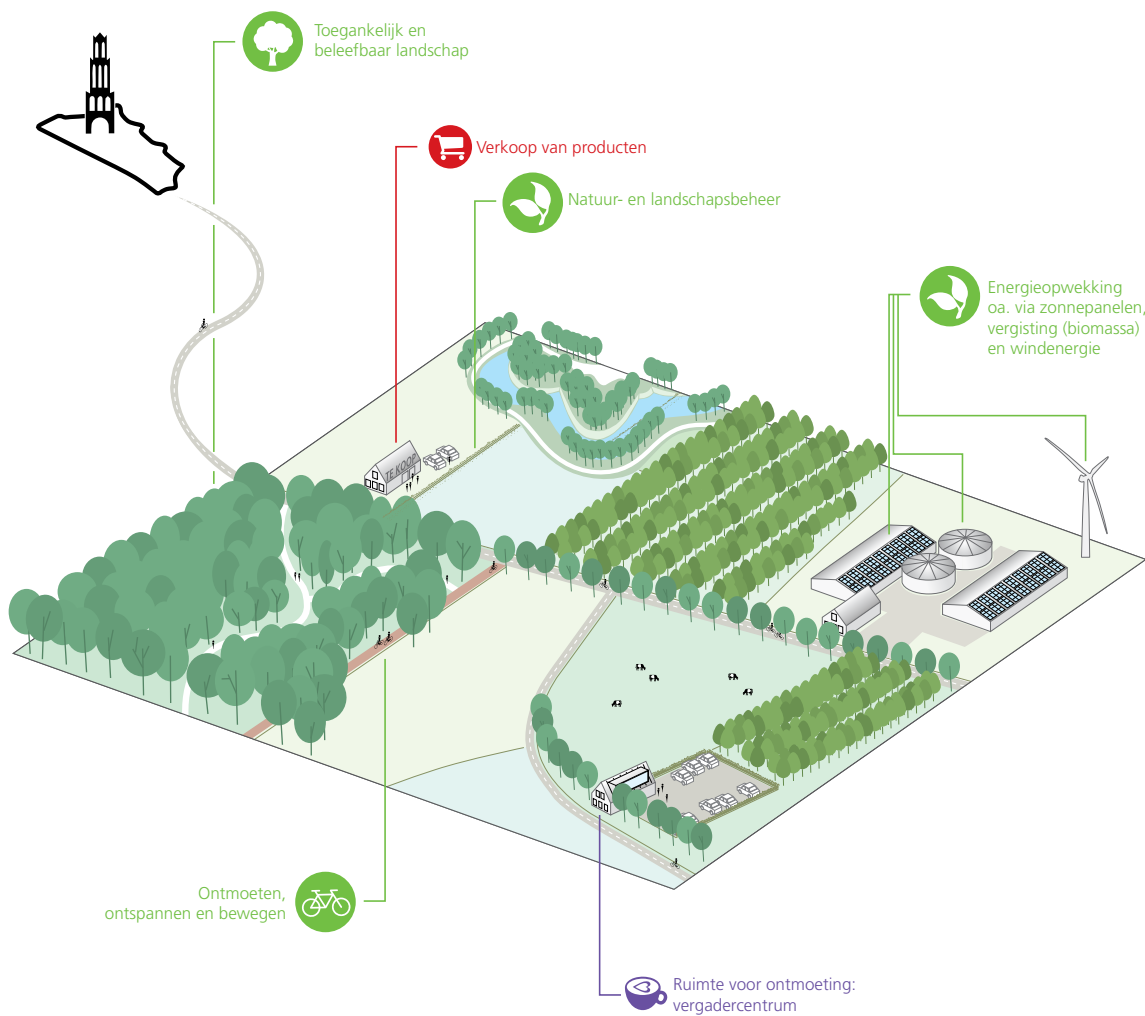 Toegankelijk en
beleefbaar landschap
Verkoop van producten
Natuur- en landschapsbeheer
Energieopwekking
oa. via zonnepanelen,
vergisting (biomassa)
en windenergie
TE KOOP
Ontmoeten,
ontspannen en bewegen
Ruimte voor ontmoeting:
vergadercentrum